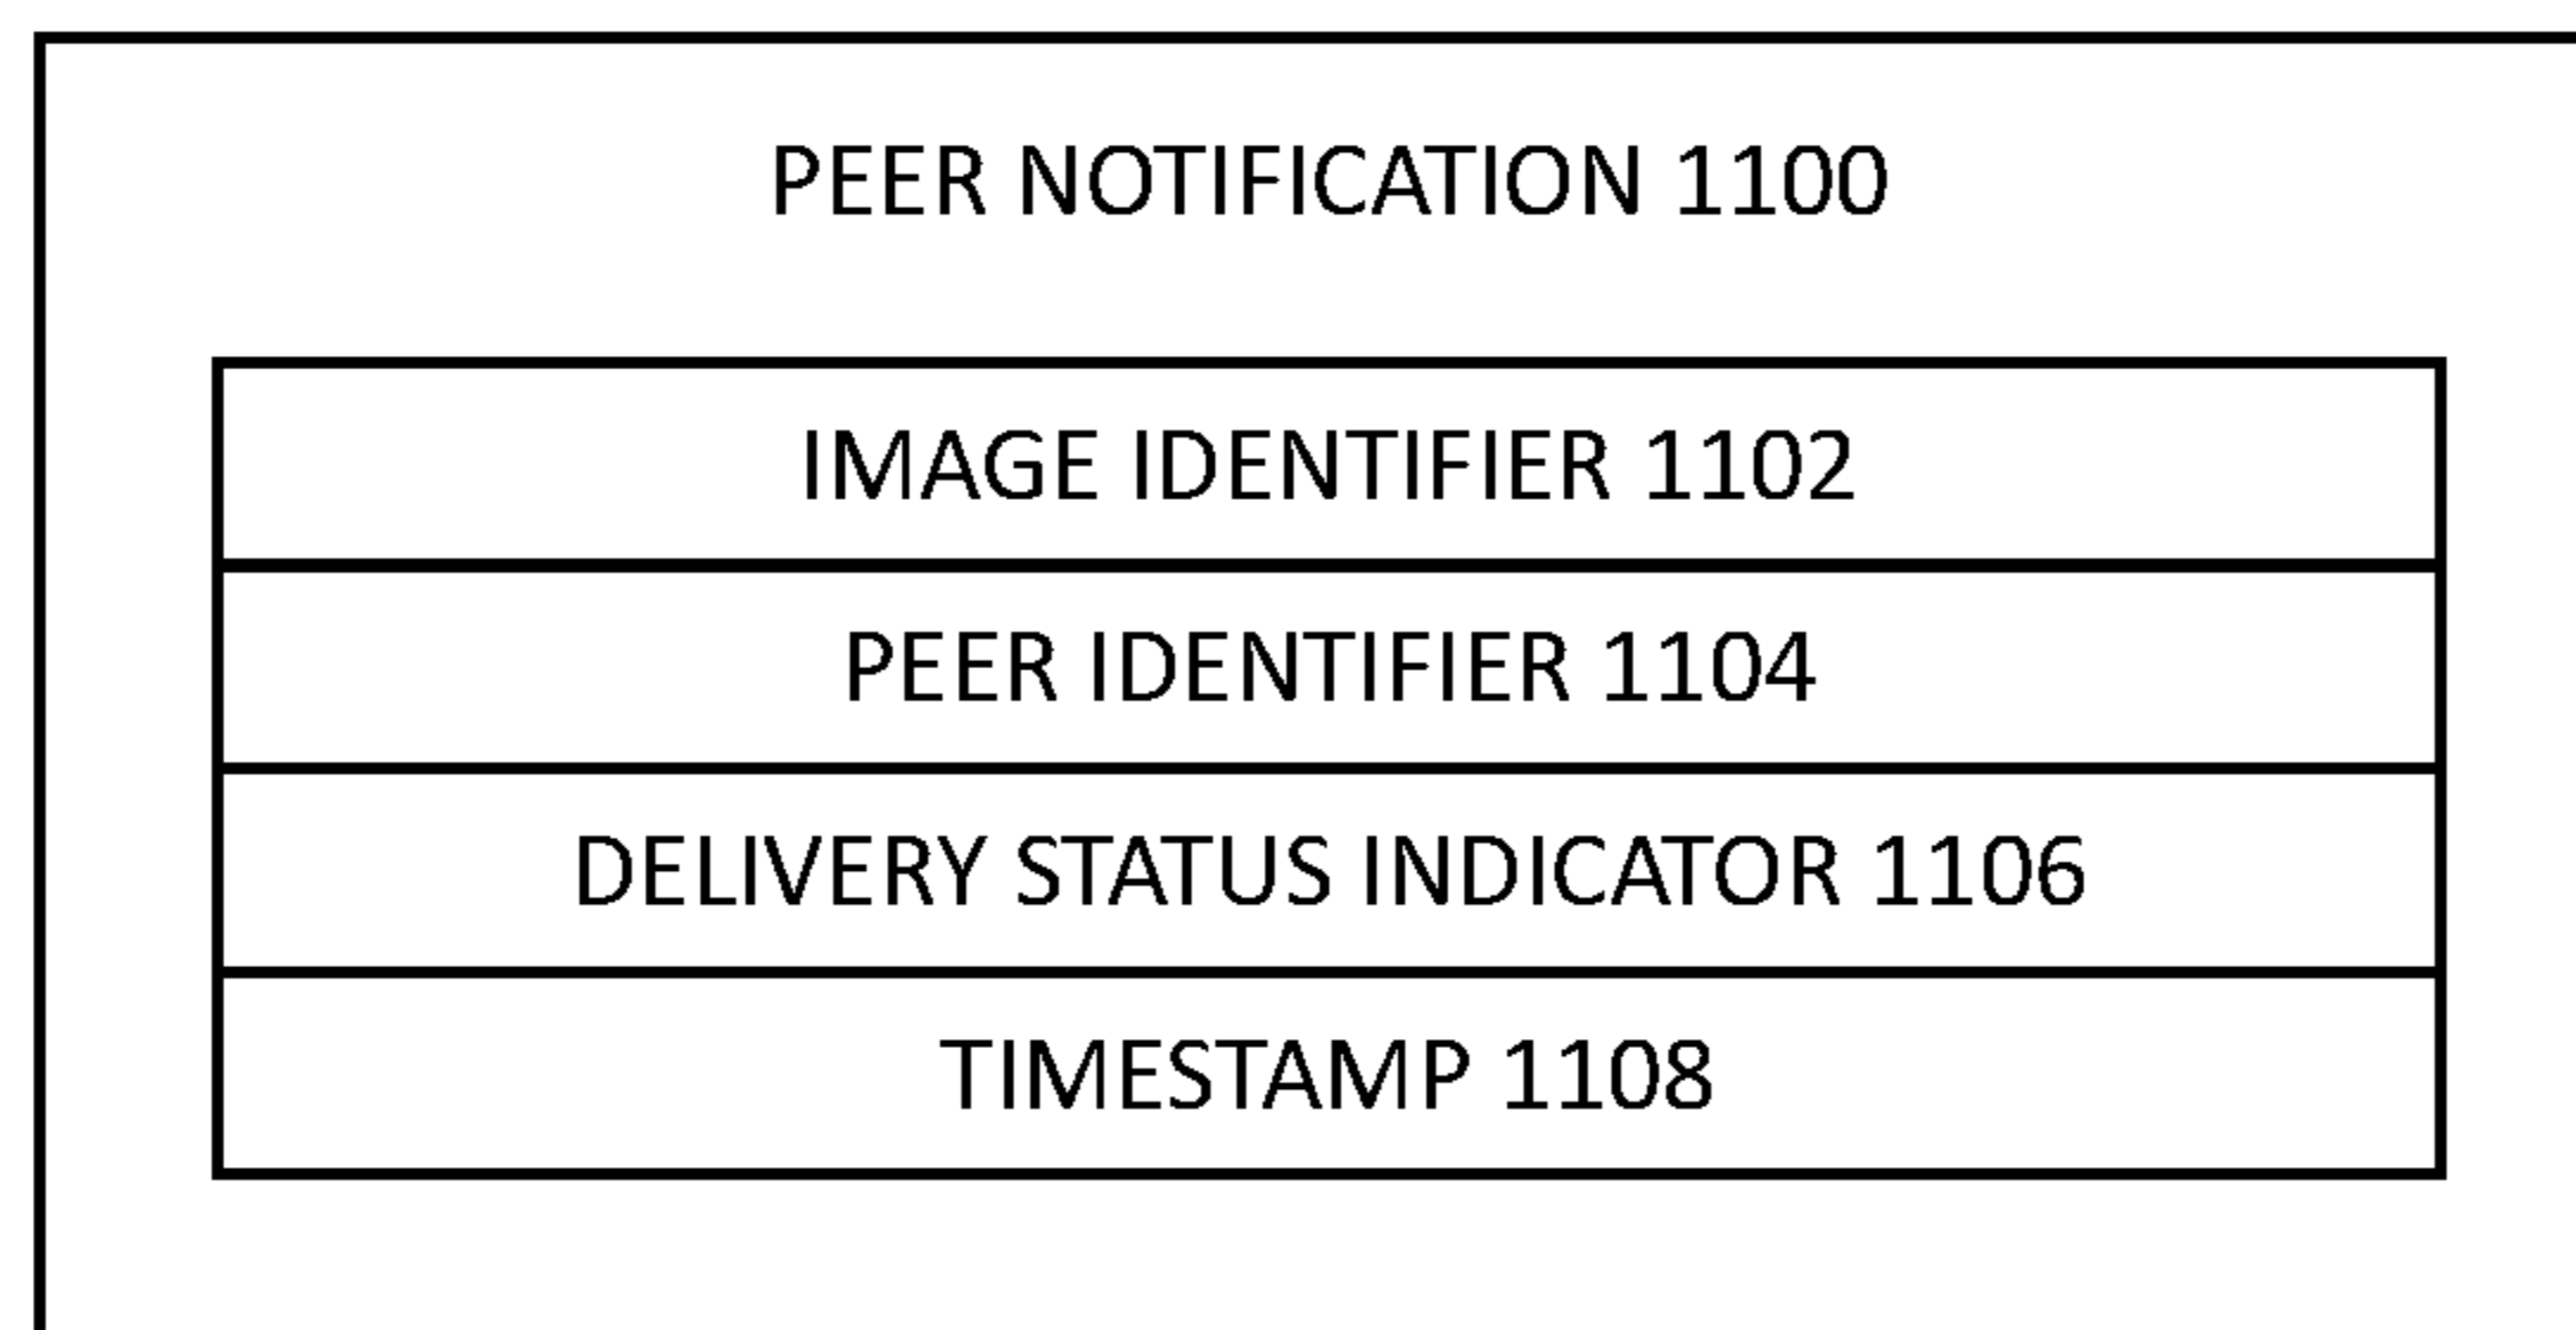 PEER NOTIFICATION 1100
IMAGE IDENTIFIER 1102
PEER IDENTIFIER 1104
DELIVERY STATUS INDICATOR 1106
TIMESTAMP 1108